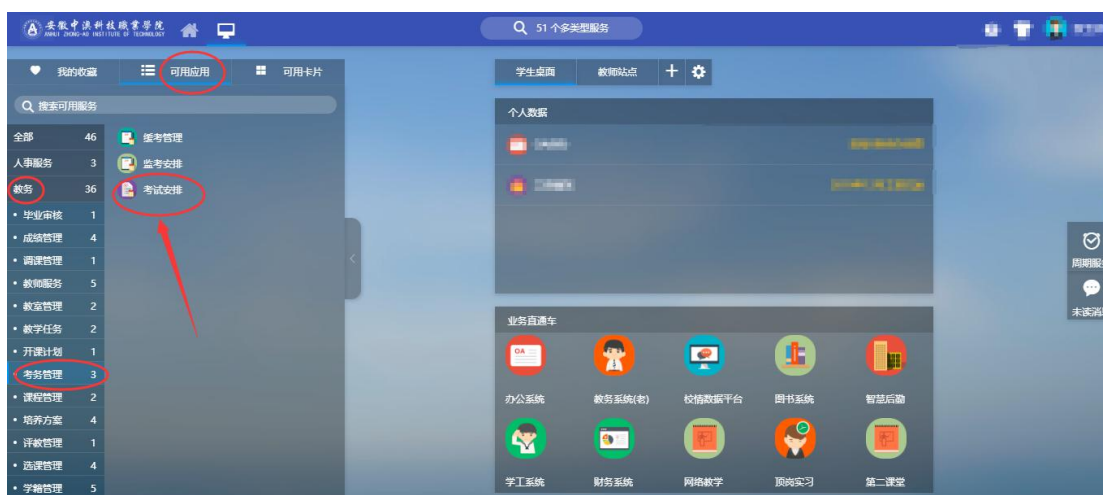 安徽中澳科技職業学院
ANHUI ZHONG-AO INSTITUTE OF TECHNOLOGY
51 个多类型服务
我的收藏
可用应用
可用卡片
搜索可用服务
全部 46
人事服务 3
教务 36
• 毕业审核 1
• 成绩管理 4
• 调课管理 1
• 教师服务 5
• 教室管理 2
• 教学任务 2
• 开课计划 1
• 考务管理 3
• 课程管理 2
• 培养方案 4
• 评教管理 1
• 选课管理 4
• 学籍管理 5
缓考管理
监考安排
考试安排
学生桌面
教师站点
个人数据
业务直通车
OA
办公系统
教务系统(老)
校情数据平台
图书系统
智慧后勤
学工系统
财务系统
网络教学
顶岗实习
第二课堂
周期服
未读消